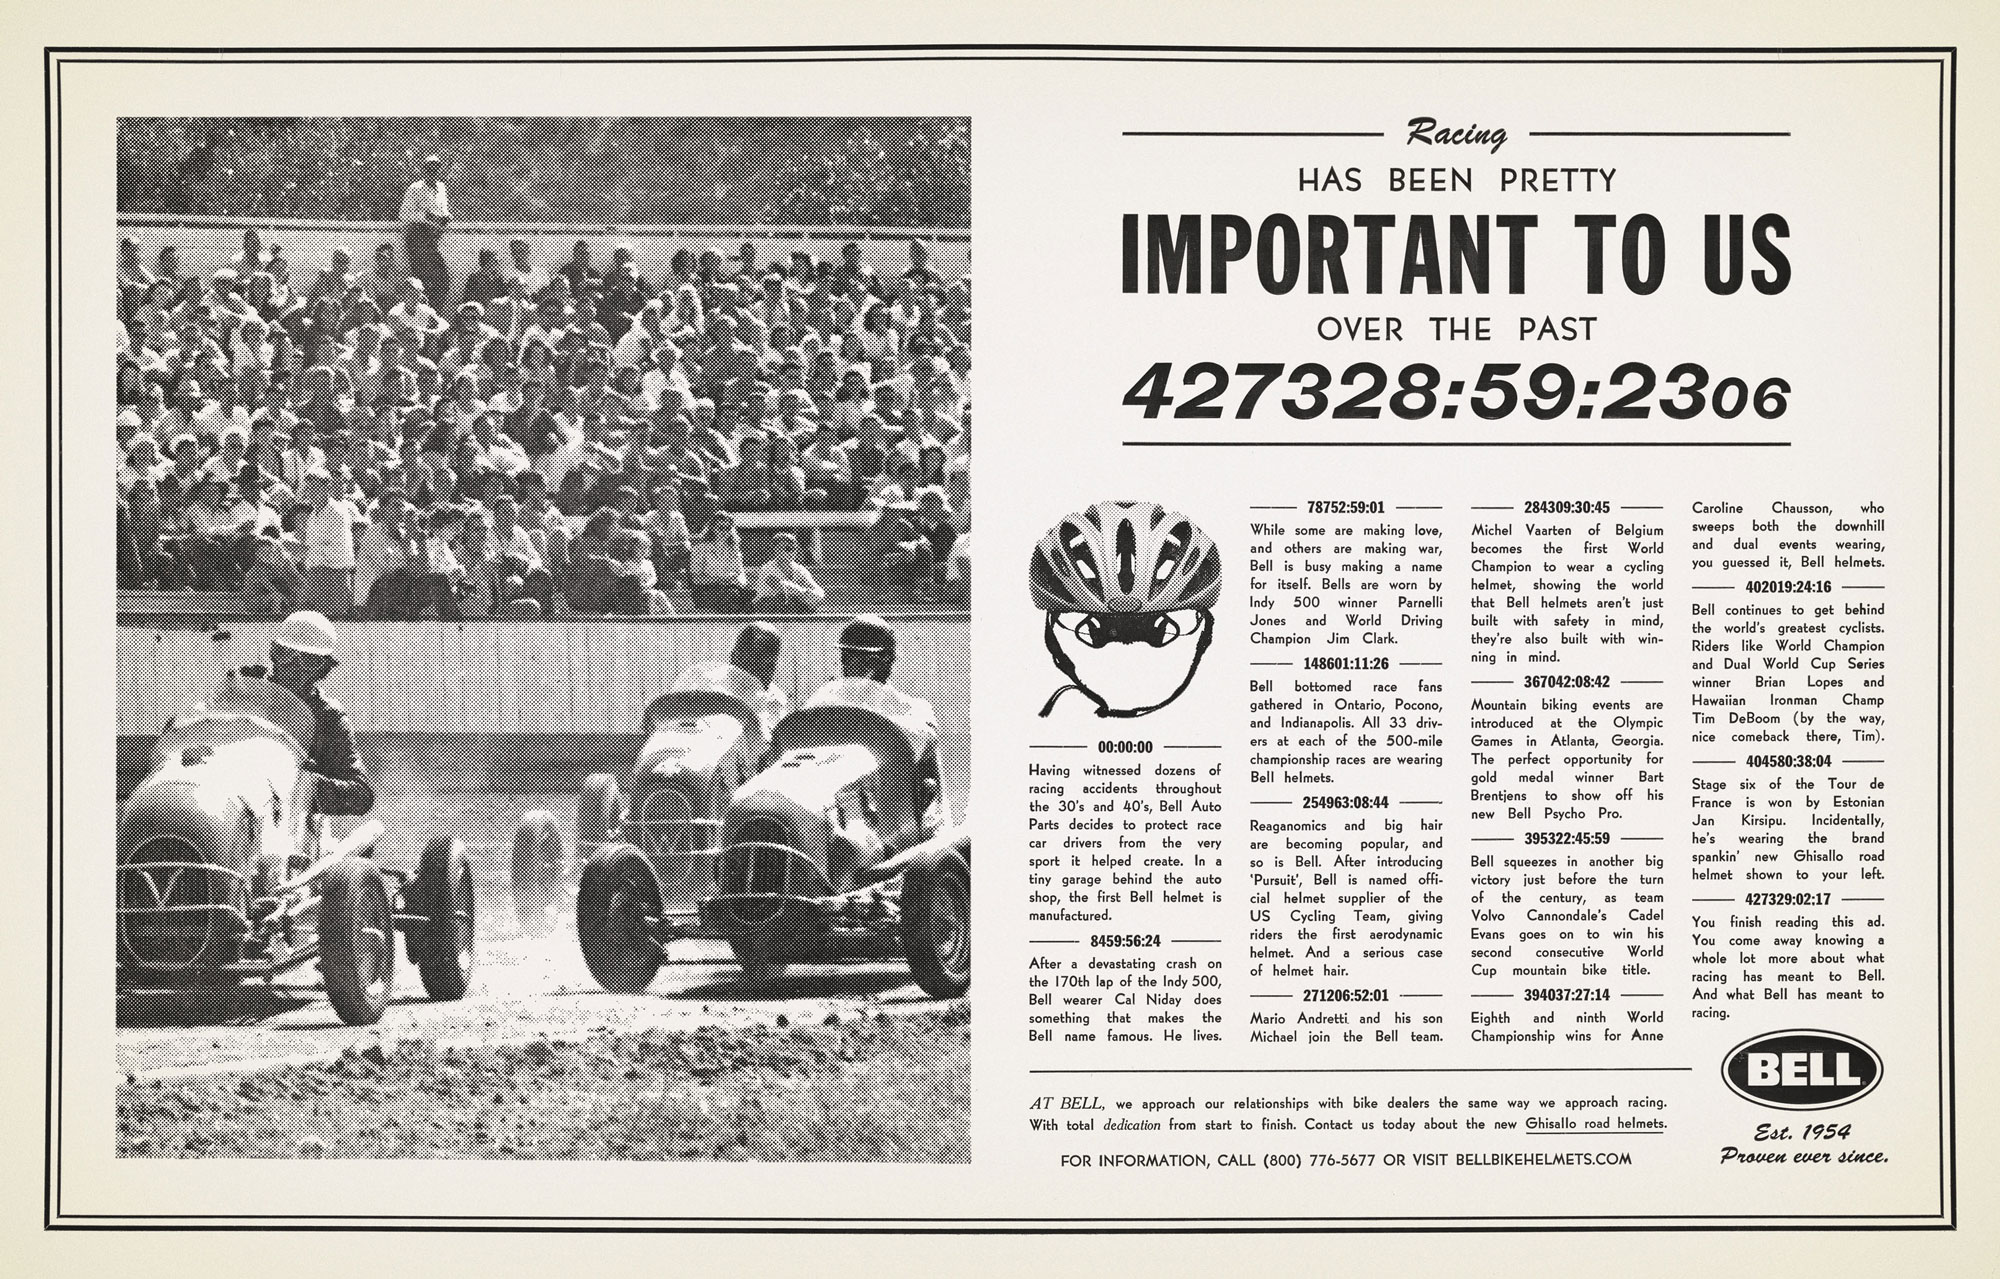 Racing
HAS BEEN PRETTY
IMPORTANT TO US
OVER THE PAST
427328:59:2306
00:00:00
Having witnessed dozens of
racing accidents throughout
the 30's and 40's, Bell Auto
Parts decides to protect race
car drivers from the very
sport it helped create. In a
tiny garage behind the auto
shop, the first Bell helmet is
manufactured.
8459:56:24
After a devastating crash on
the 170th lap of the Indy 500,
Bell wearer Cal Niday does
something that makes the
Bell name famous. He lives.
78752:59:01
While some are making love,
and others are making war,
Bell is busy making a name
for itself. Bells are worn by
Indy 500 winner Parnelli
Jones and World Driving
Champion Jim Clark.
148601:11:26
Bell bottomed race fans
gathered in Ontario, Pocono,
and Indianapolis. All 33 driv-
ers at each of the 500-mile
championship races are wearing
Bell helmets.
254963:08:44
Reaganomics and big hair
are becoming popular, and
so is Bell. After introducing
'Pursuit', Bell is named offi-
cial helmet supplier of the
US Cycling Team, giving
riders the first aerodynamic
helmet. And a serious case
of helmet hair.
271206:52:01
Mario Andretti and his son
Michael join the Bell team.
284309:30:45
Michel Vaarten of Belgium
becomes the first World
Champion to wear a cycling
helmet, showing the world
that Bell helmets aren't just
built with safety in mind,
they're also built with win-
ning in mind.
367042:08:42
Mountain biking events are
introduced at the Olympic
Games in Atlanta, Georgia.
The perfect opportunity for
gold medal winner Bart
Brentjens to show off his
new Bell Psycho Pro.
395322:45:59
Bell squeezes in another big
victory just before the turn
of the century, as team
Volvo Cannondale's Cadel
Evans goes on to win his
second consecutive World
Cup mountain bike title.
394037:27:14
Eighth and ninth World
Championship wins for Anne
Caroline Chausson, who
sweeps both the downhill
and dual events wearing,
you guessed it, Bell helmets.
402019:24:16
Bell continues to get behind
the world's greatest cyclists.
Riders like World Champion
and Dual World Cup Series
winner Brian Lopes and
Hawaiian Ironman Champ
Tim DeBoom (by the way,
nice comeback there, Tim).
404580:38:04
Stage six of the Tour de
France is won by Estonian
Jan Kirsipu. Incidentally,
he's wearing the brand
spankin' new Ghisallo road
helmet shown to your left.
427329:02:17
You finish reading this ad.
You come away knowing a
whole lot more about what
racing has meant to Bell.
And what Bell has meant to
racing.
AT BELL, we approach our relationships with bike dealers the same way we approach racing.
With total dedication from start to finish. Contact us today about the new Ghisallo road helmets.
FOR INFORMATION, CALL (800) 776-5677 OR VISIT BELLBIKEHELMETS.COM
BELL
Est. 1954
Proven ever since.